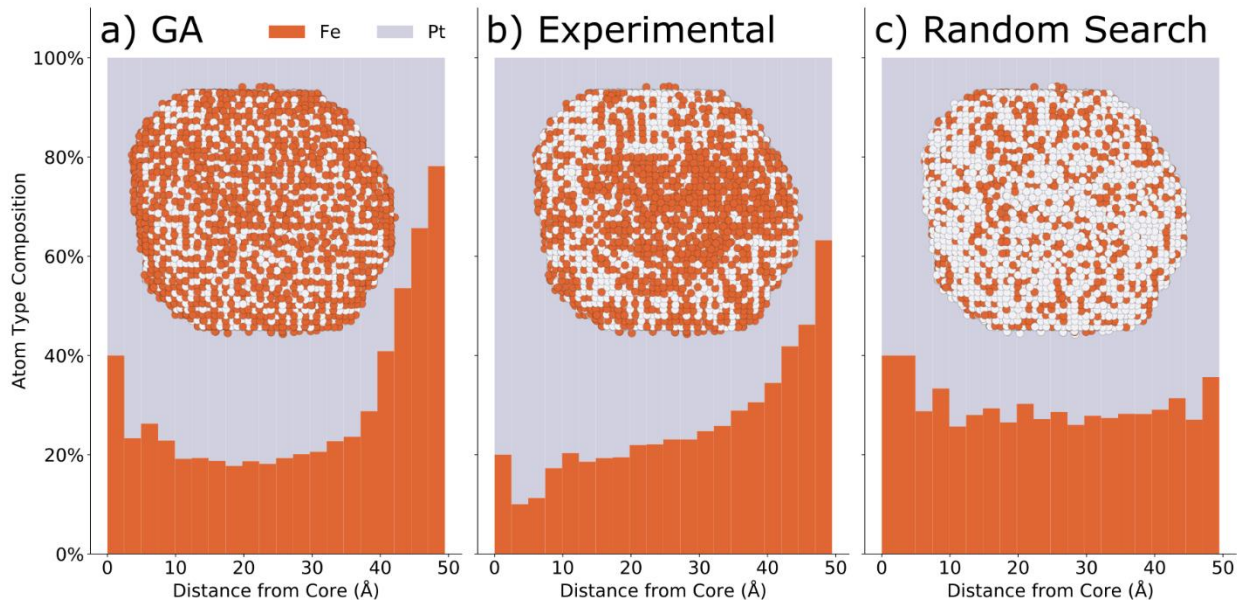 a) GA
Fe
Pt
b) Experimental
c) Random Search
100%
80%
60%
40%
20%
0%
Atom Type Composition
0 10 20 30 40 50
Distance from Core (Å)
0 10 20 30 40 50
Distance from Core (Å)
0 10 20 30 40 50
Distance from Core (Å)